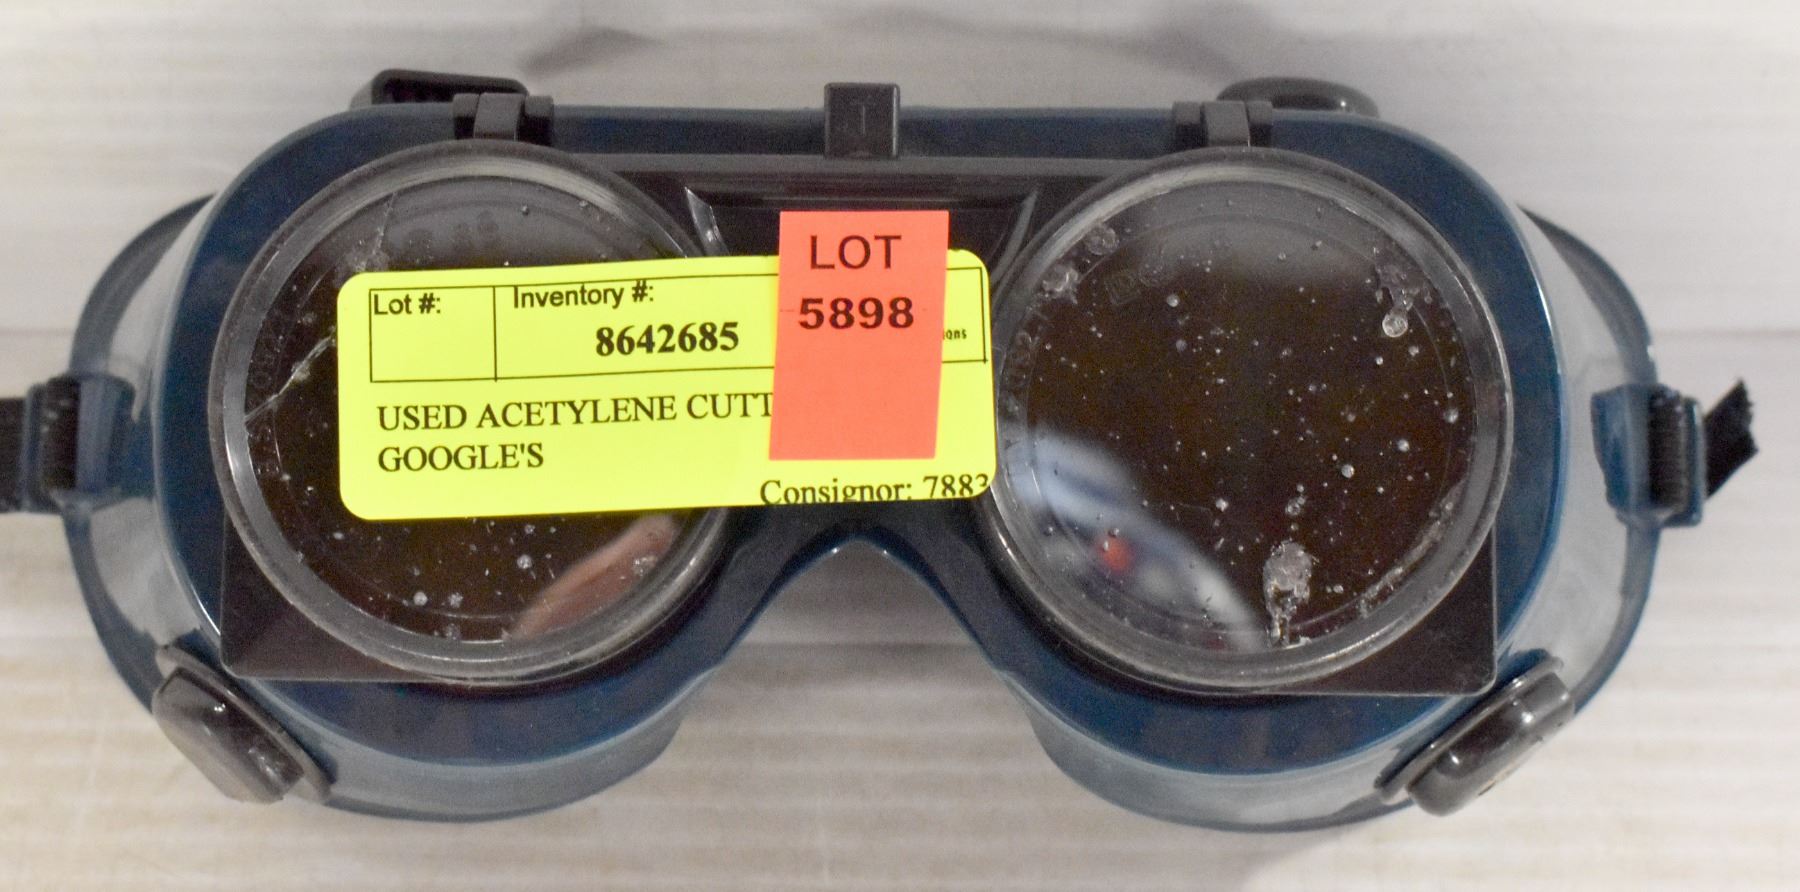 LOT
5898
Lot #:
Inventory #:
8642685
USED ACETYLENE CUTT
GOOGLE'S
Consignor: 7883